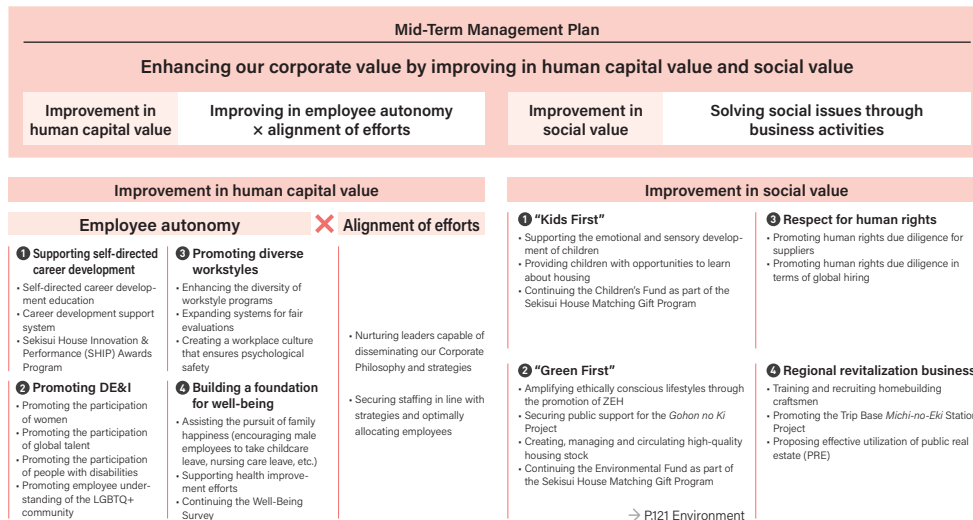 Mid-Term Management Plan
Enhancing our corporate value by improving in human capital value and social value
Improvement in
human capital value
Improving in employee autonomy
× alignment of efforts
Improvement in
social value
Solving social issues through
business activities
Improvement in human capital value
Employee autonomy
× Alignment of efforts
❶ Supporting self-directed
career development
• Self-directed career develop-
ment education
• Career development support
system
• Sekisui House Innovation &
Performance (SHIP) Awards
Program
❷ Promoting DE&I
• Promoting the participation
of women
• Promoting the participation
of global talent
• Promoting the participation
of people with disabilities
• Promoting employee under-
standing of the LGBTQ+
community
❸ Promoting diverse
workstyles
• Enhancing the diversity of
workstyle programs
• Expanding systems for fair
evaluations
• Creating a workplace culture
that ensures psychological
safety
❹ Building a foundation
for well-being
• Assisting the pursuit of family
happiness (encouraging male
employees to take childcare
leave, nursing care leave, etc.)
• Supporting health improve-
ment efforts
• Continuing the Well-Being
Survey
• Nurturing leaders capable of
disseminating our Corporate
Philosophy and strategies
• Securing staffing in line with
strategies and optimally
allocating employees
Improvement in social value
❶ “Kids First”
• Supporting the emotional and sensory develop-
ment of children
• Providing children with opportunities to learn
about housing
• Continuing the Children’s Fund as part of the
Sekisui House Matching Gift Program
❷ “Green First”
• Amplifying ethically conscious lifestyles through
the promotion of ZEH
• Securing public support for the Gohon no Ki
Project
• Creating, managing and circulating high-quality
housing stock
• Continuing the Environmental Fund as part of
the Sekisui House Matching Gift Program
→ P.121 Environment
❸ Respect for human rights
• Promoting human rights due diligence for
suppliers
• Promoting human rights due diligence in
terms of global hiring
❹ Regional revitalization business
• Training and recruiting homebuilding
craftsmen
• Promoting the Trip Base Michi-no-Eki Station
Project
• Proposing effective utilization of public real
estate (PRE)